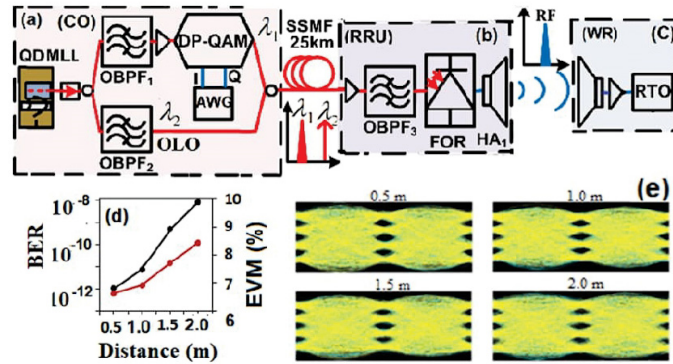 (a) (CO)
QDMLL
OBPF1
DP-QAM
λ1
I
Q
AWG
λ2
OBPF2
OLO
SSMF
25km
λ1
λ2
(RRU)
(b)
OBPF3
FOR
HA1
RF
(WR)
(C)
RTO
(d)
BER
10-8
10-10
10-12
10
9
8
7
6
EVM (%)
0.5 1.0 1.5 2.0
Distance (m)
(e)
0.5 m
1.0 m
1.5 m
2.0 m